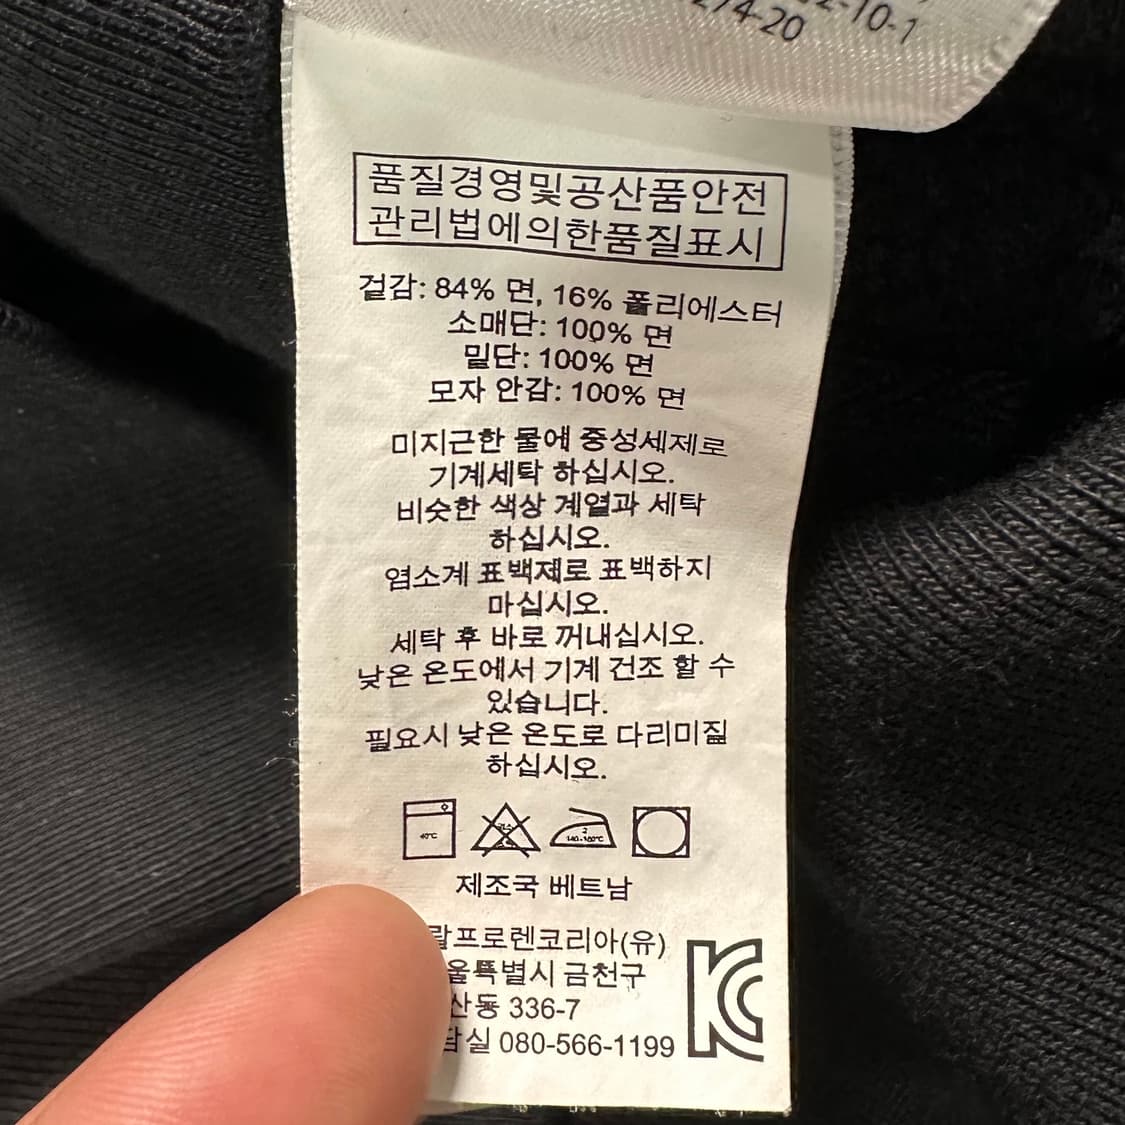 2-10-1
274-20
품질경영및공산품안전
관리법에의한품질표시
겉감: 84% 면, 16% 폴리에스터
소매단: 100% 면
밑단: 100% 면
모자 안감: 100% 면
미지근한 물에 중성세제로
기계세탁 하십시오.
비슷한 색상 계열과 세탁
하십시오.
염소계 표백제로 표백하지
마십시오.
세탁 후 바로 꺼내십시오.
낮은 온도에서 기계 건조 할 수
있습니다.
필요시 낮은 온도로 다리미질
하십시오.
40°C
2
140-160°C
제조국 베트남
랄프로렌코리아(유)
울특별시 금천구
산동 336-7
담실 080-566-1199
KC